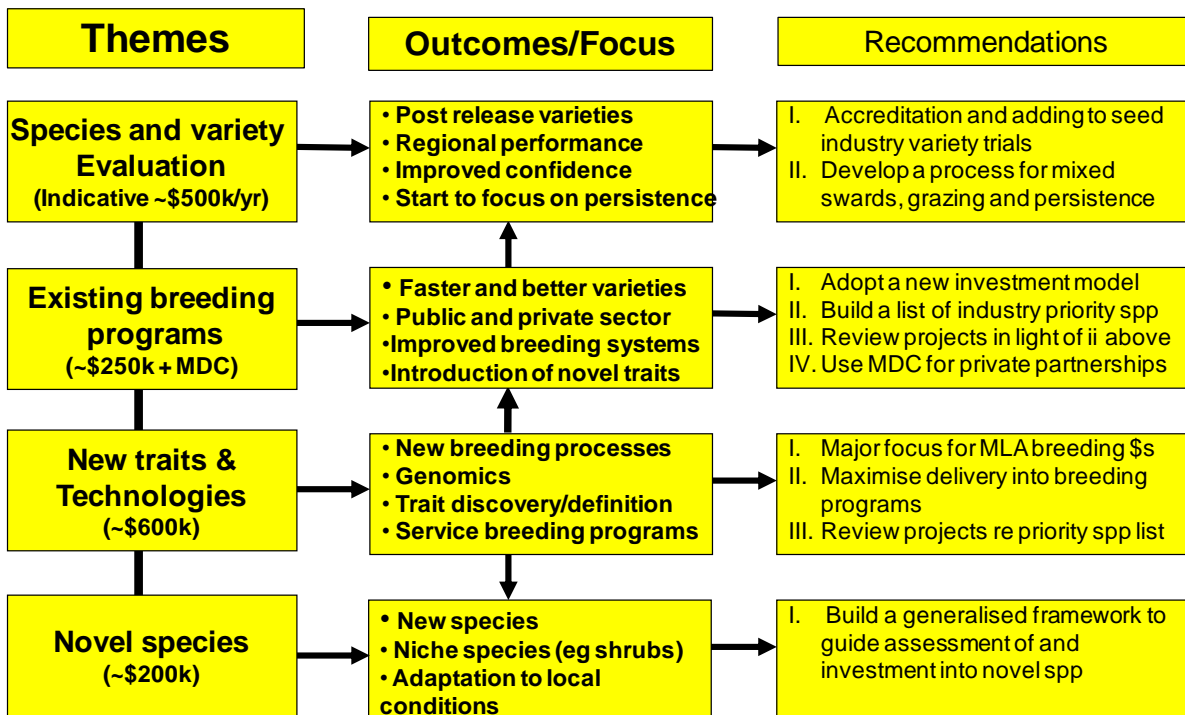 Themes
Outcomes/Focus
Recommendations
Species and variety
Evaluation
(Indicative ~$500k/yr)
• Post release varieties
• Regional performance
• Improved confidence
• Start to focus on persistence
I. Accreditation and adding to seed
industry variety trials
II. Develop a process for mixed
swards, grazing and persistence
Existing breeding
programs
(~$250k + MDC)
• Faster and better varieties
• Public and private sector
•Improved breeding systems
•Introduction of novel traits
I. Adopt a new investment model
II. Build a list of industry priority spp
III. Review projects in light of ii above
IV. Use MDC for private partnerships
New traits &
Technologies
(~$600k)
• New breeding processes
• Genomics
• Trait discovery/definition
• Service breeding programs
I. Major focus for MLA breeding $s
II. Maximise delivery into breeding
programs
III. Review projects re priority spp list
Novel species
(~$200k)
• New species
• Niche species (eg shrubs)
• Adaptation to local
conditions
I. Build a generalised framework to
guide assessment of and
investment into novel spp